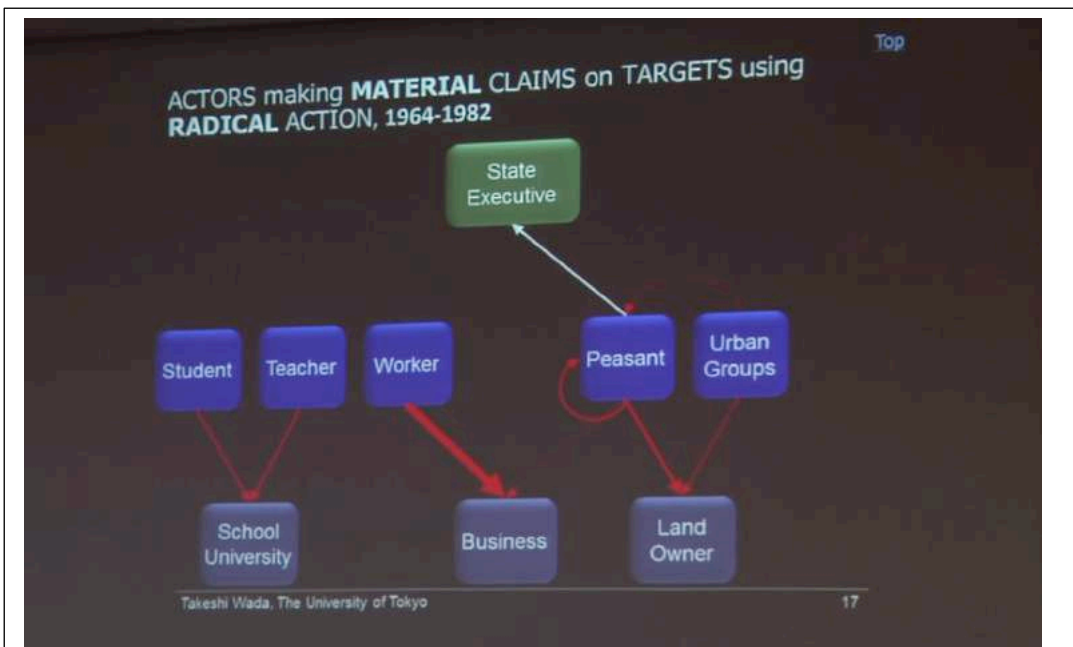 Top
ACTORS making MATERIAL CLAIMS on TARGETS using
RADICAL ACTION, 1964-1982
State
Executive
Student
Teacher
Worker
Peasant
Urban
Groups
School
University
Business
Land
Owner
Takeshi Wada, The University of Tokyo
17